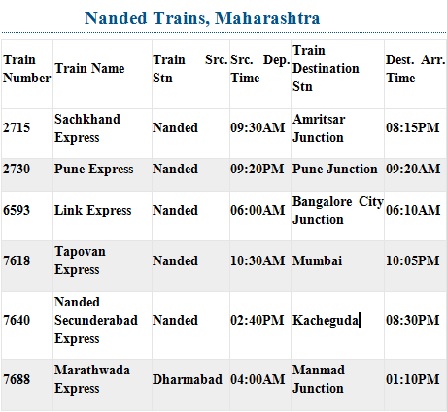 Nanded Trains, Maharashtra
Train Number Train Name Train Src. Stn Src. Dep. Time Train Destination Stn Dest. Arr. Time
2715 Sachkhand Express Nanded 09:30AM Amritsar Junction 08:15PM
2730 Pune Express Nanded 09:20PM Pune Junction 09:20AM
6593 Link Express Nanded 06:00AM Bangalore City Junction 06:10AM
7618 Tapovan Express Nanded 10:30AM Mumbai 10:05PM
7640 Nanded Secunderabad Express Nanded 02:40PM Kacheguda 08:30PM
7688 Marathwada Express Dharmabad 04:00AM Manmad Junction 01:10PM